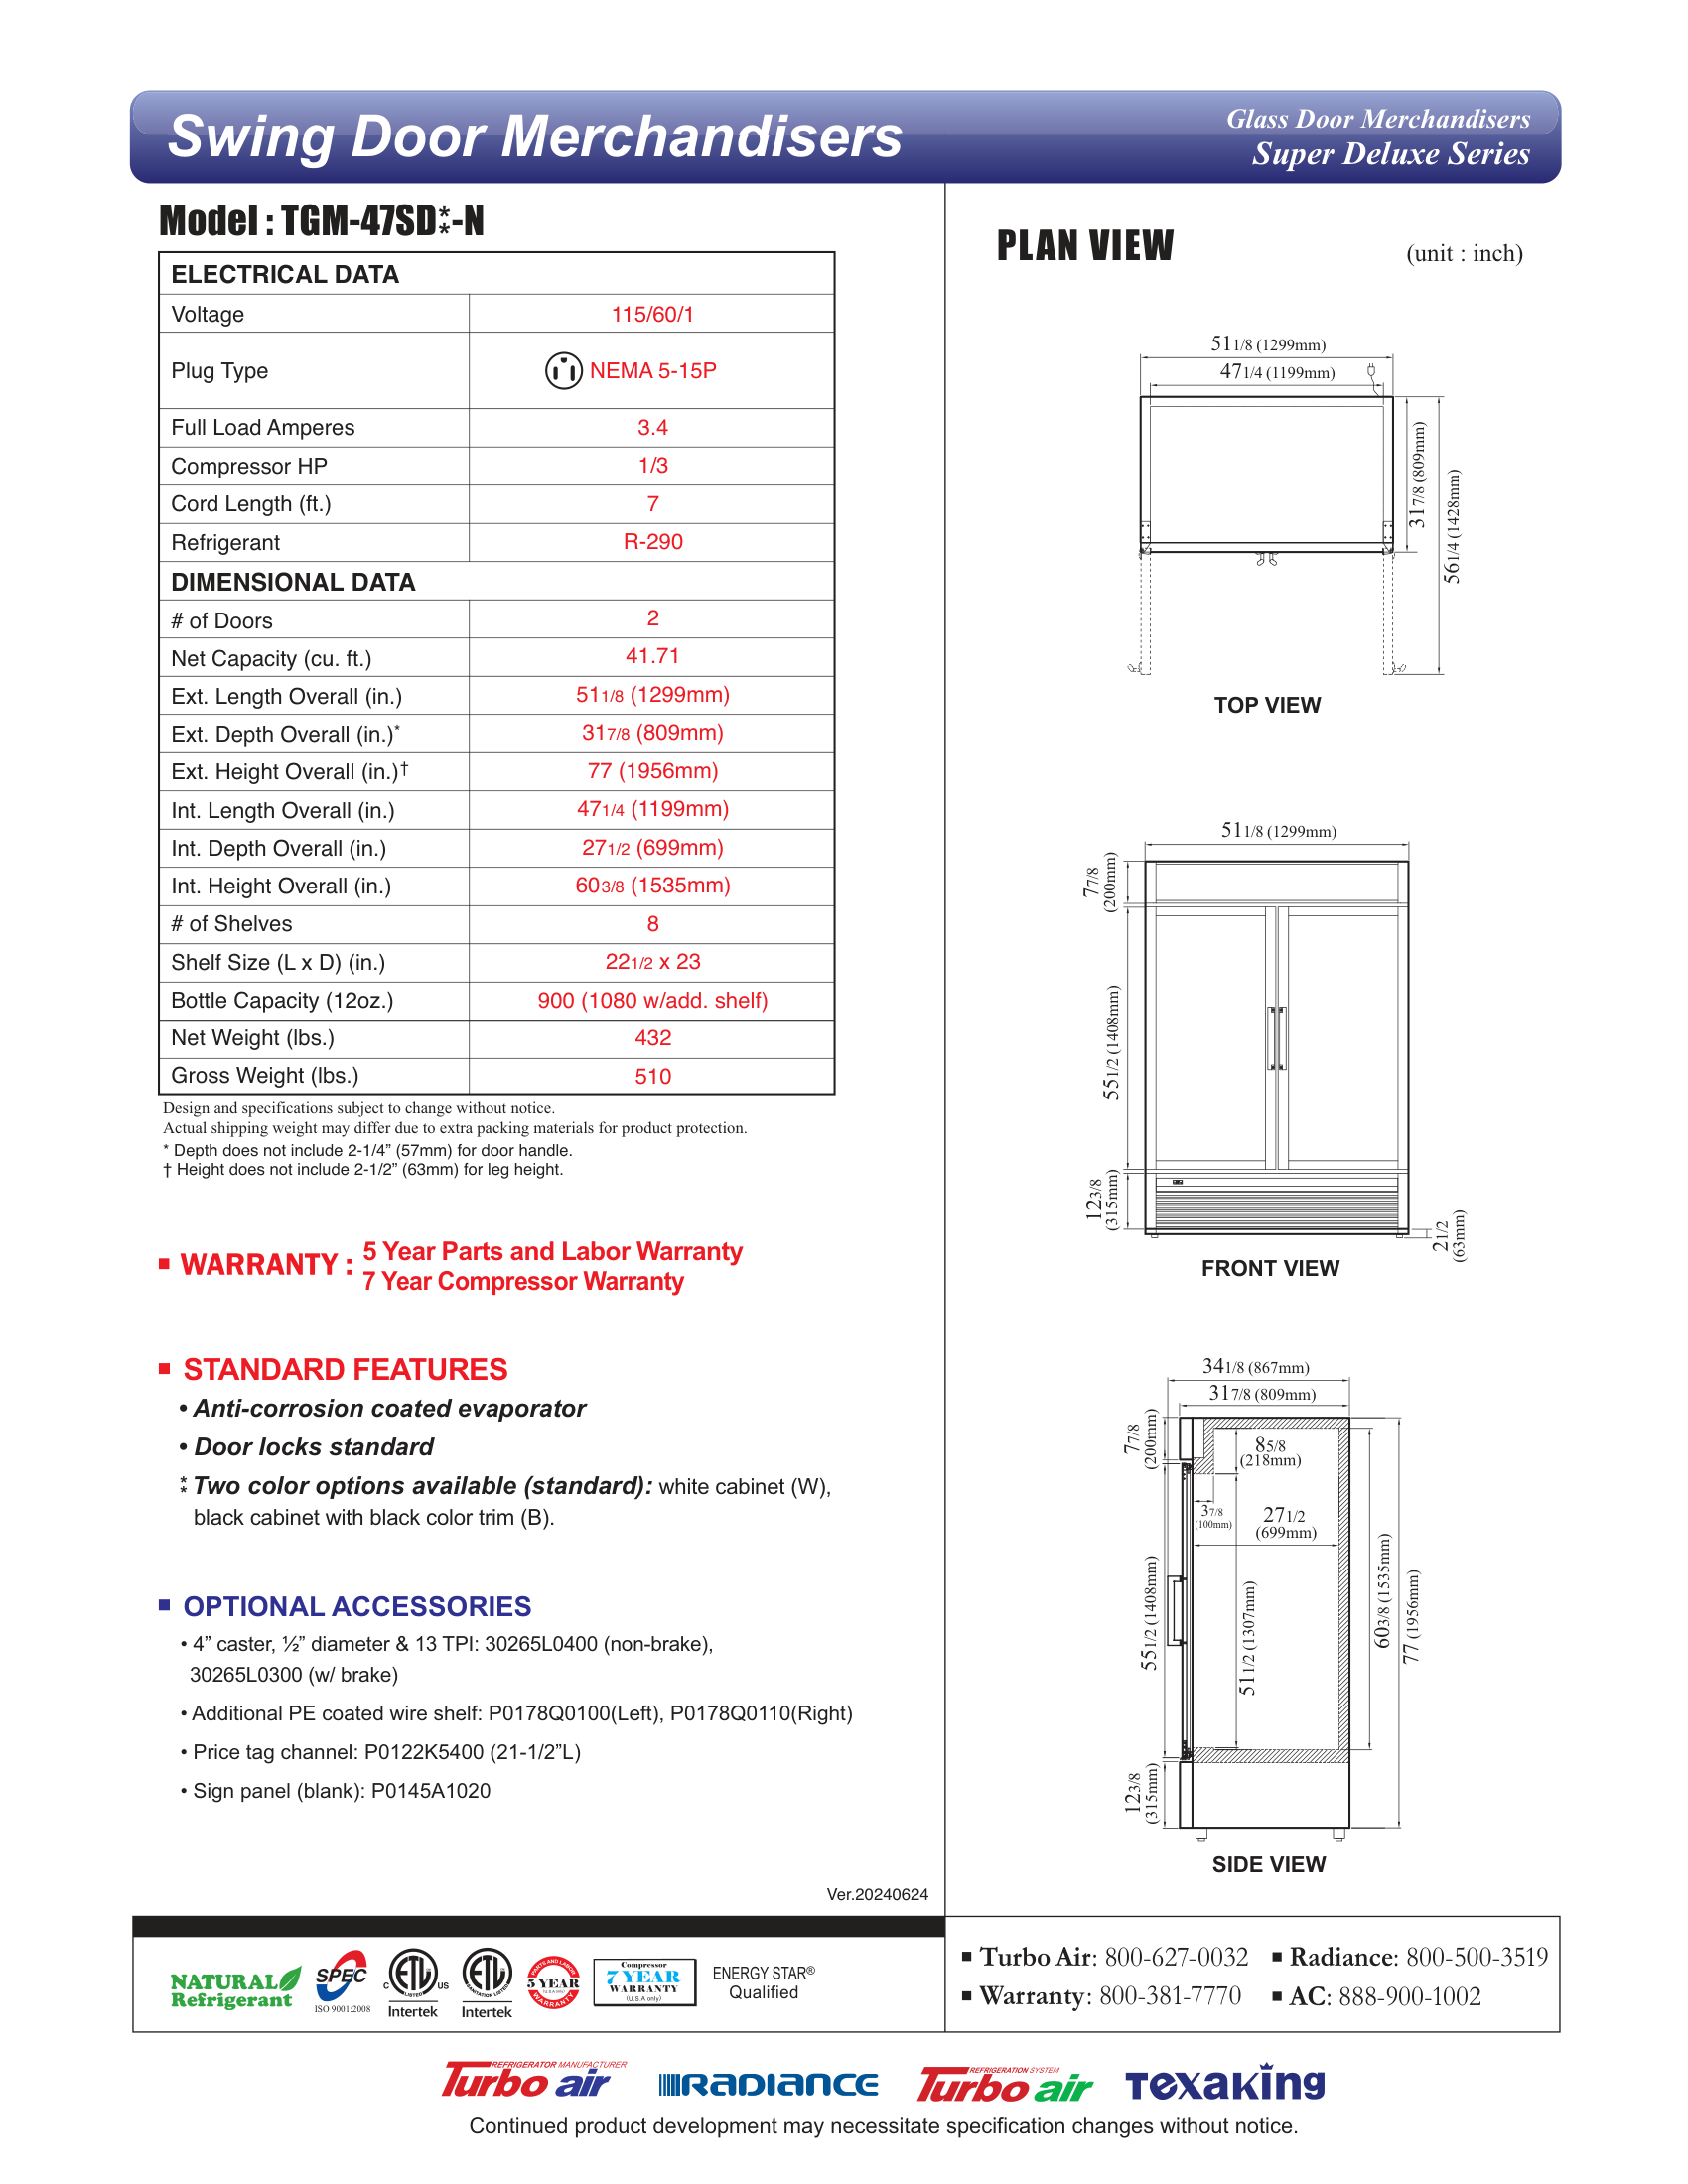 Swing Door Merchandisers
Glass Door Merchandisers
Super Deluxe Series
Model : TGM-47SD**-N
ELECTRICAL DATA
Voltage 115/60/1
Plug Type NEMA 5-15P
Full Load Amperes 3.4
Compressor HP 1/3
Cord Length (ft.) 7
Refrigerant R-290
DIMENSIONAL DATA
# of Doors 2
Net Capacity (cu. ft.) 41.71
Ext. Length Overall (in.) 51 1/8 (1299mm)
Ext. Depth Overall (in.)* 31 7/8 (809mm)
Ext. Height Overall (in.)† 77 (1956mm)
Int. Length Overall (in.) 47 1/4 (1199mm)
Int. Depth Overall (in.) 27 1/2 (699mm)
Int. Height Overall (in.) 60 3/8 (1535mm)
# of Shelves 8
Shelf Size (L x D) (in.) 22 1/2 x 23
Bottle Capacity (12oz.) 900 (1080 w/add. shelf)
Net Weight (lbs.) 432
Gross Weight (lbs.) 510
Design and specifications subject to change without notice.
Actual shipping weight may differ due to extra packing materials for product protection.
* Depth does not include 2-1/4” (57mm) for door handle.
† Height does not include 2-1/2” (63mm) for leg height.
■ WARRANTY : 5 Year Parts and Labor Warranty
7 Year Compressor Warranty
■ STANDARD FEATURES
• Anti-corrosion coated evaporator
• Door locks standard
** Two color options available (standard): white cabinet (W),
black cabinet with black color trim (B).
■ OPTIONAL ACCESSORIES
• 4” caster, ½” diameter & 13 TPI: 30265L0400 (non-brake),
30265L0300 (w/ brake)
• Additional PE coated wire shelf: P0178Q0100(Left), P0178Q0110(Right)
• Price tag channel: P0122K5400 (21-1/2”L)
• Sign panel (blank): P0145A1020
Ver.20240624
PLAN VIEW
(unit : inch)
51 1/8 (1299mm)
47 1/4 (1199mm)
31 7/8 (809mm)
56 1/4 (1428mm)
TOP VIEW
51 1/8 (1299mm)
7 7/8
(200mm)
55 1/2 (1408mm)
12 3/8
(315mm)
2 1/2
(63mm)
FRONT VIEW
34 1/8 (867mm)
31 7/8 (809mm)
7 7/8
(200mm)
8 5/8
(218mm)
3 7/8
(100mm)
27 1/2
(699mm)
55 1/2 (1408mm)
51 1/2 (1307mm)
60 3/8 (1535mm)
77 (1956mm)
12 3/8
(315mm)
SIDE VIEW
NATURAL
Refrigerant
SPEC
ISO 9001:2008
C ETL US
LISTED
Intertek
ETL
SANITATION LISTED
Intertek
PARTS AND LABOR
5 YEAR
WARRANTY
Compressor
7 YEAR
WARRANTY
(U.S.A only)
ENERGY STAR®
Qualified
■ Turbo Air: 800-627-0032 ■ Radiance: 800-500-3519
■ Warranty: 800-381-7770 ■ AC: 888-900-1002
REFRIGERATOR MANUFACTURER
Turbo air
RADIANCE
REFRIGERATION SYSTEM
Turbo air
Texaking
Continued product development may necessitate specification changes without notice.